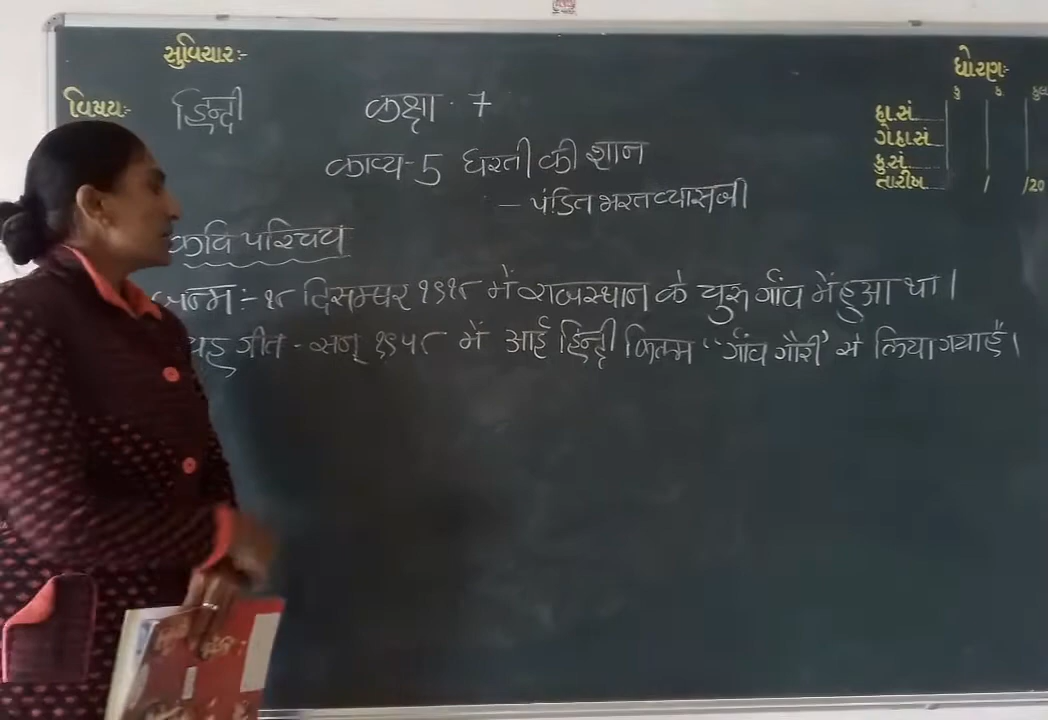 સુવિચાર:-
વિષય: हिन्दी
कक्षा - 7
काव्य-5 धरती की शान
- पंडित भरत व्यासजी
कवि परिचय
जन्म :- १८ दिसम्बर १९१८ में राजस्थान के चुरु गाँव में हुआ था।
यह गीत - सन् १९५८ में आई हिन्दी फिल्म "गाँव गौरी" से लिया गया है।
ધોરણ:-
કુ ક કુલ
હા.સં
ગેહા.સં
કુ.સં
તારીખ / /20